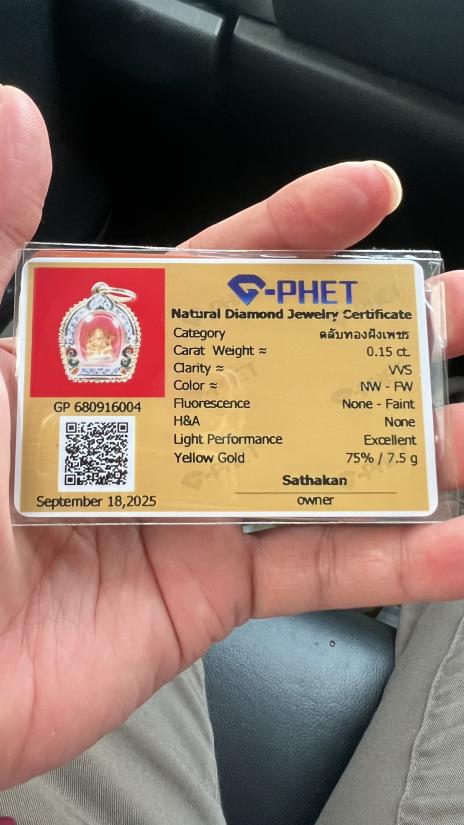 G-PHET
Natural Diamond Jewelry Certificate
Category ตลับทองฝังเพชร
Carat Weight ≈ 0.15 ct.
Clarity ≈ VVS
Color ≈ NW - FW
Fluorescence None - Faint
H&A None
Light Performance Excellent
Yellow Gold 75% / 7.5 g
GP 680916004
September 18,2025
Sathakan
owner